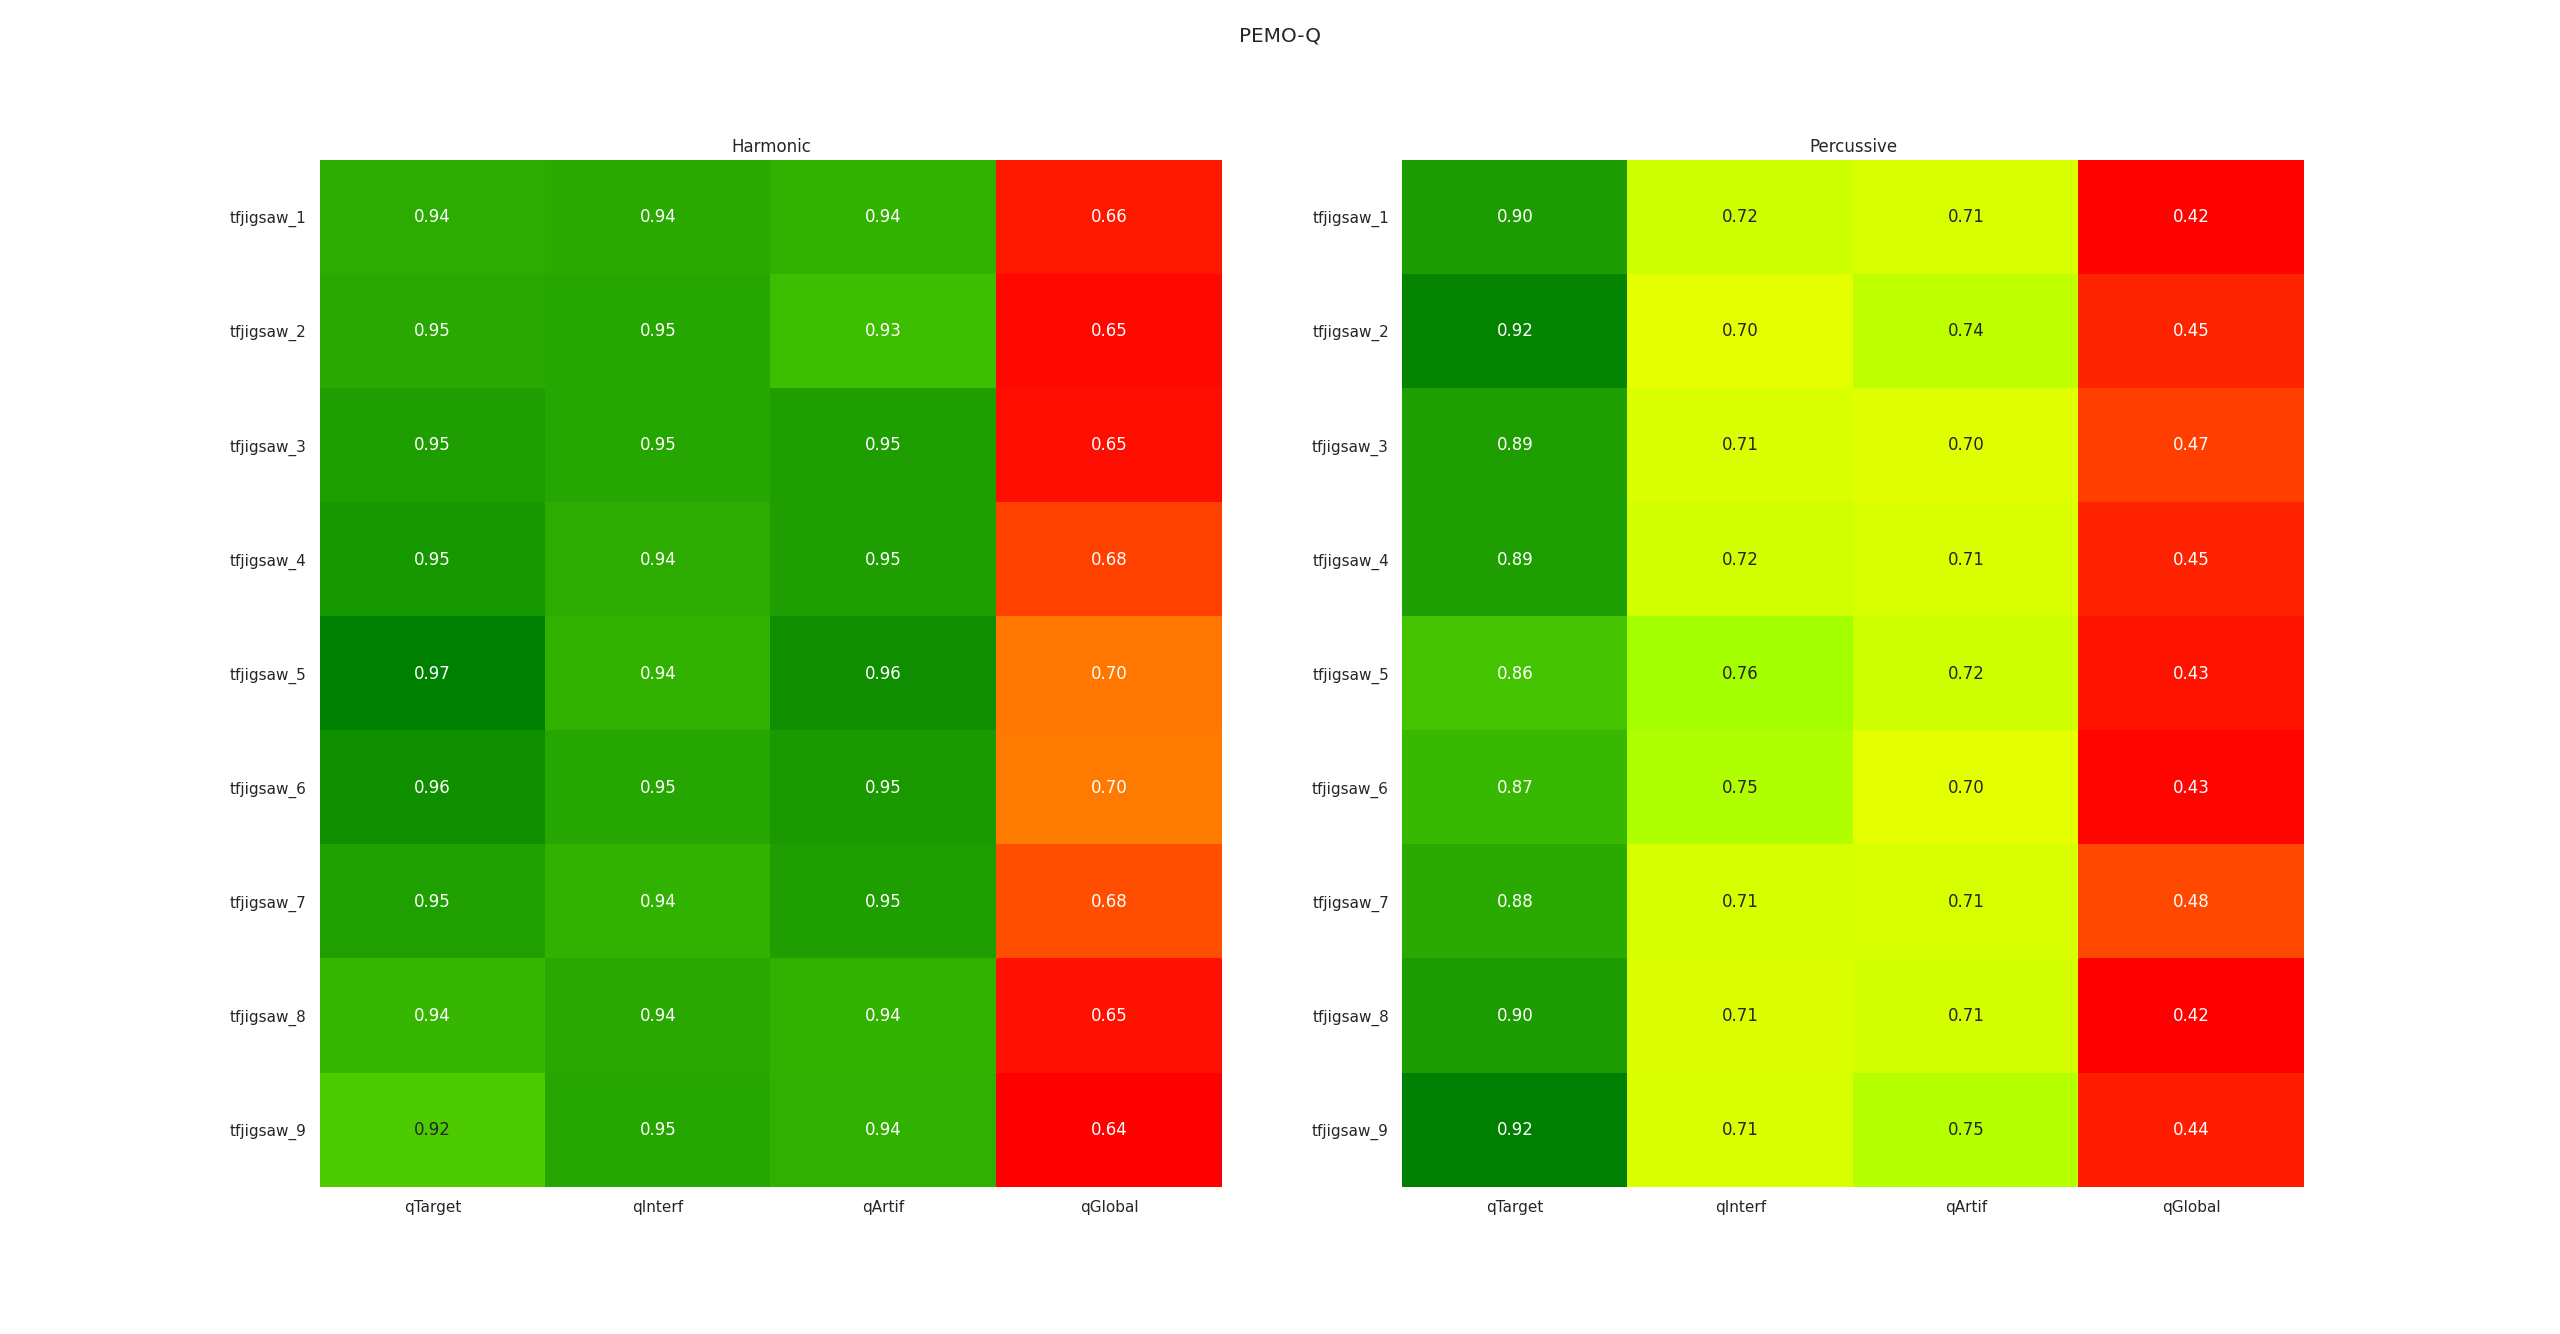 PEMO-Q
Harmonic
tfjigsaw_1 0.94 0.94 0.94 0.66
tfjigsaw_2 0.95 0.95 0.93 0.65
tfjigsaw_3 0.95 0.95 0.95 0.65
tfjigsaw_4 0.95 0.94 0.95 0.68
tfjigsaw_5 0.97 0.94 0.96 0.70
tfjigsaw_6 0.96 0.95 0.95 0.70
tfjigsaw_7 0.95 0.94 0.95 0.68
tfjigsaw_8 0.94 0.94 0.94 0.65
tfjigsaw_9 0.92 0.95 0.94 0.64
qTarget qInterf qArtif qGlobal
Percussive
tfjigsaw_1 0.90 0.72 0.71 0.42
tfjigsaw_2 0.92 0.70 0.74 0.45
tfjigsaw_3 0.89 0.71 0.70 0.47
tfjigsaw_4 0.89 0.72 0.71 0.45
tfjigsaw_5 0.86 0.76 0.72 0.43
tfjigsaw_6 0.87 0.75 0.70 0.43
tfjigsaw_7 0.88 0.71 0.71 0.48
tfjigsaw_8 0.90 0.71 0.71 0.42
tfjigsaw_9 0.92 0.71 0.75 0.44
qTarget qInterf qArtif qGlobal